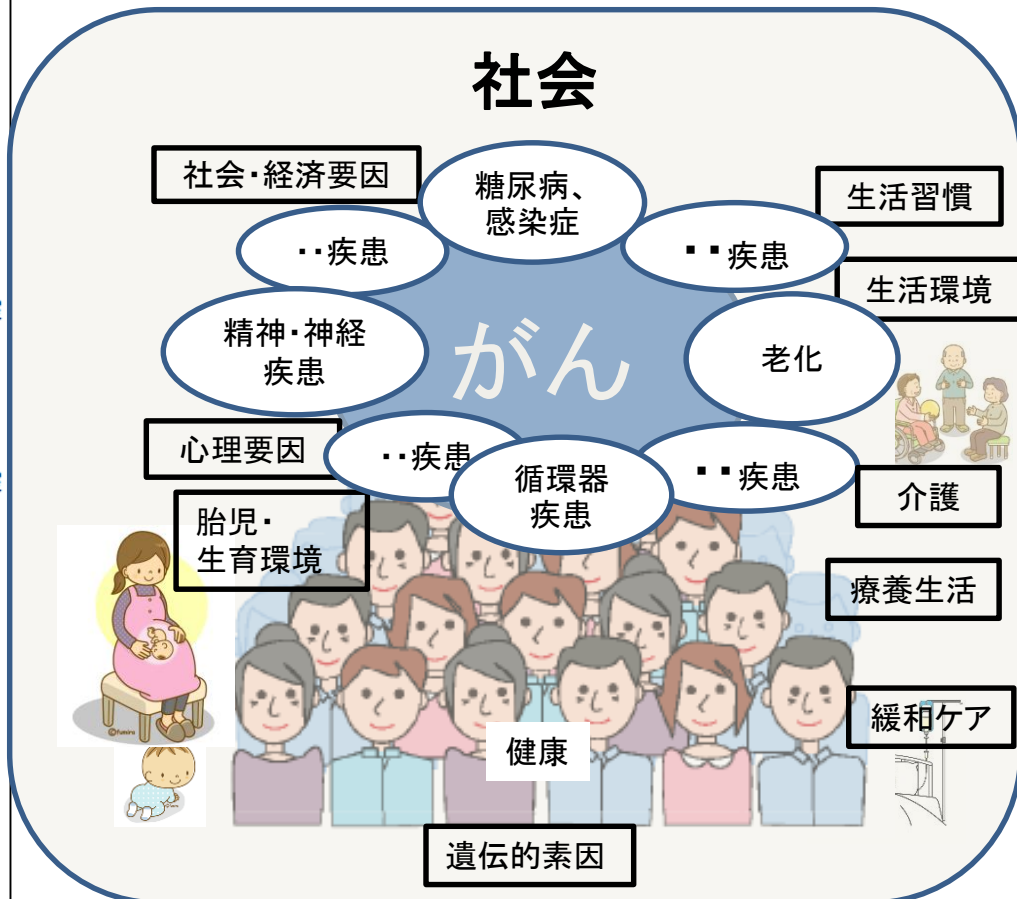 社会
社会・経済要因
糖尿病、
感染症
生活習慣
‥疾患
▪▪疾患
生活環境
精神・神経
疾患
がん
老化
心理要因
‥疾患
循環器
疾患
▪▪疾患
介護
胎児・
生育環境
療養生活
緩和ケア
健康
遺伝的素因